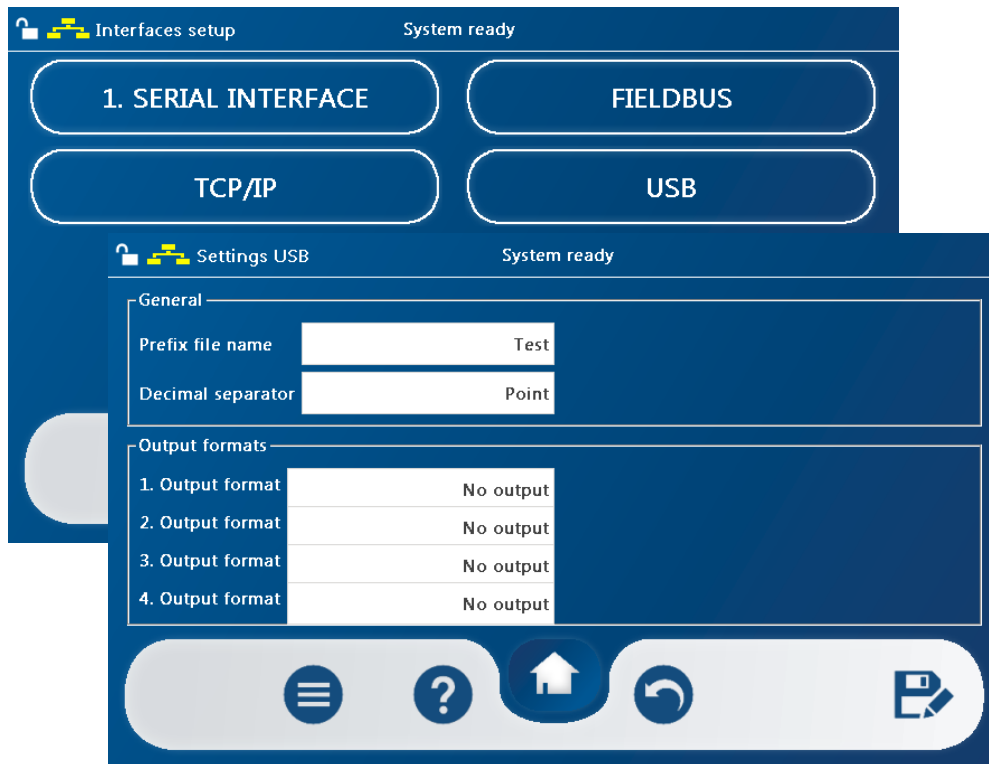 Interfaces setup System ready
1. SERIAL INTERFACE FIELDBUS
TCP/IP USB
Settings USB System ready
General
Prefix file name Test
Decimal separator Point
Output formats
1. Output format No output
2. Output format No output
3. Output format No output
4. Output format No output
?